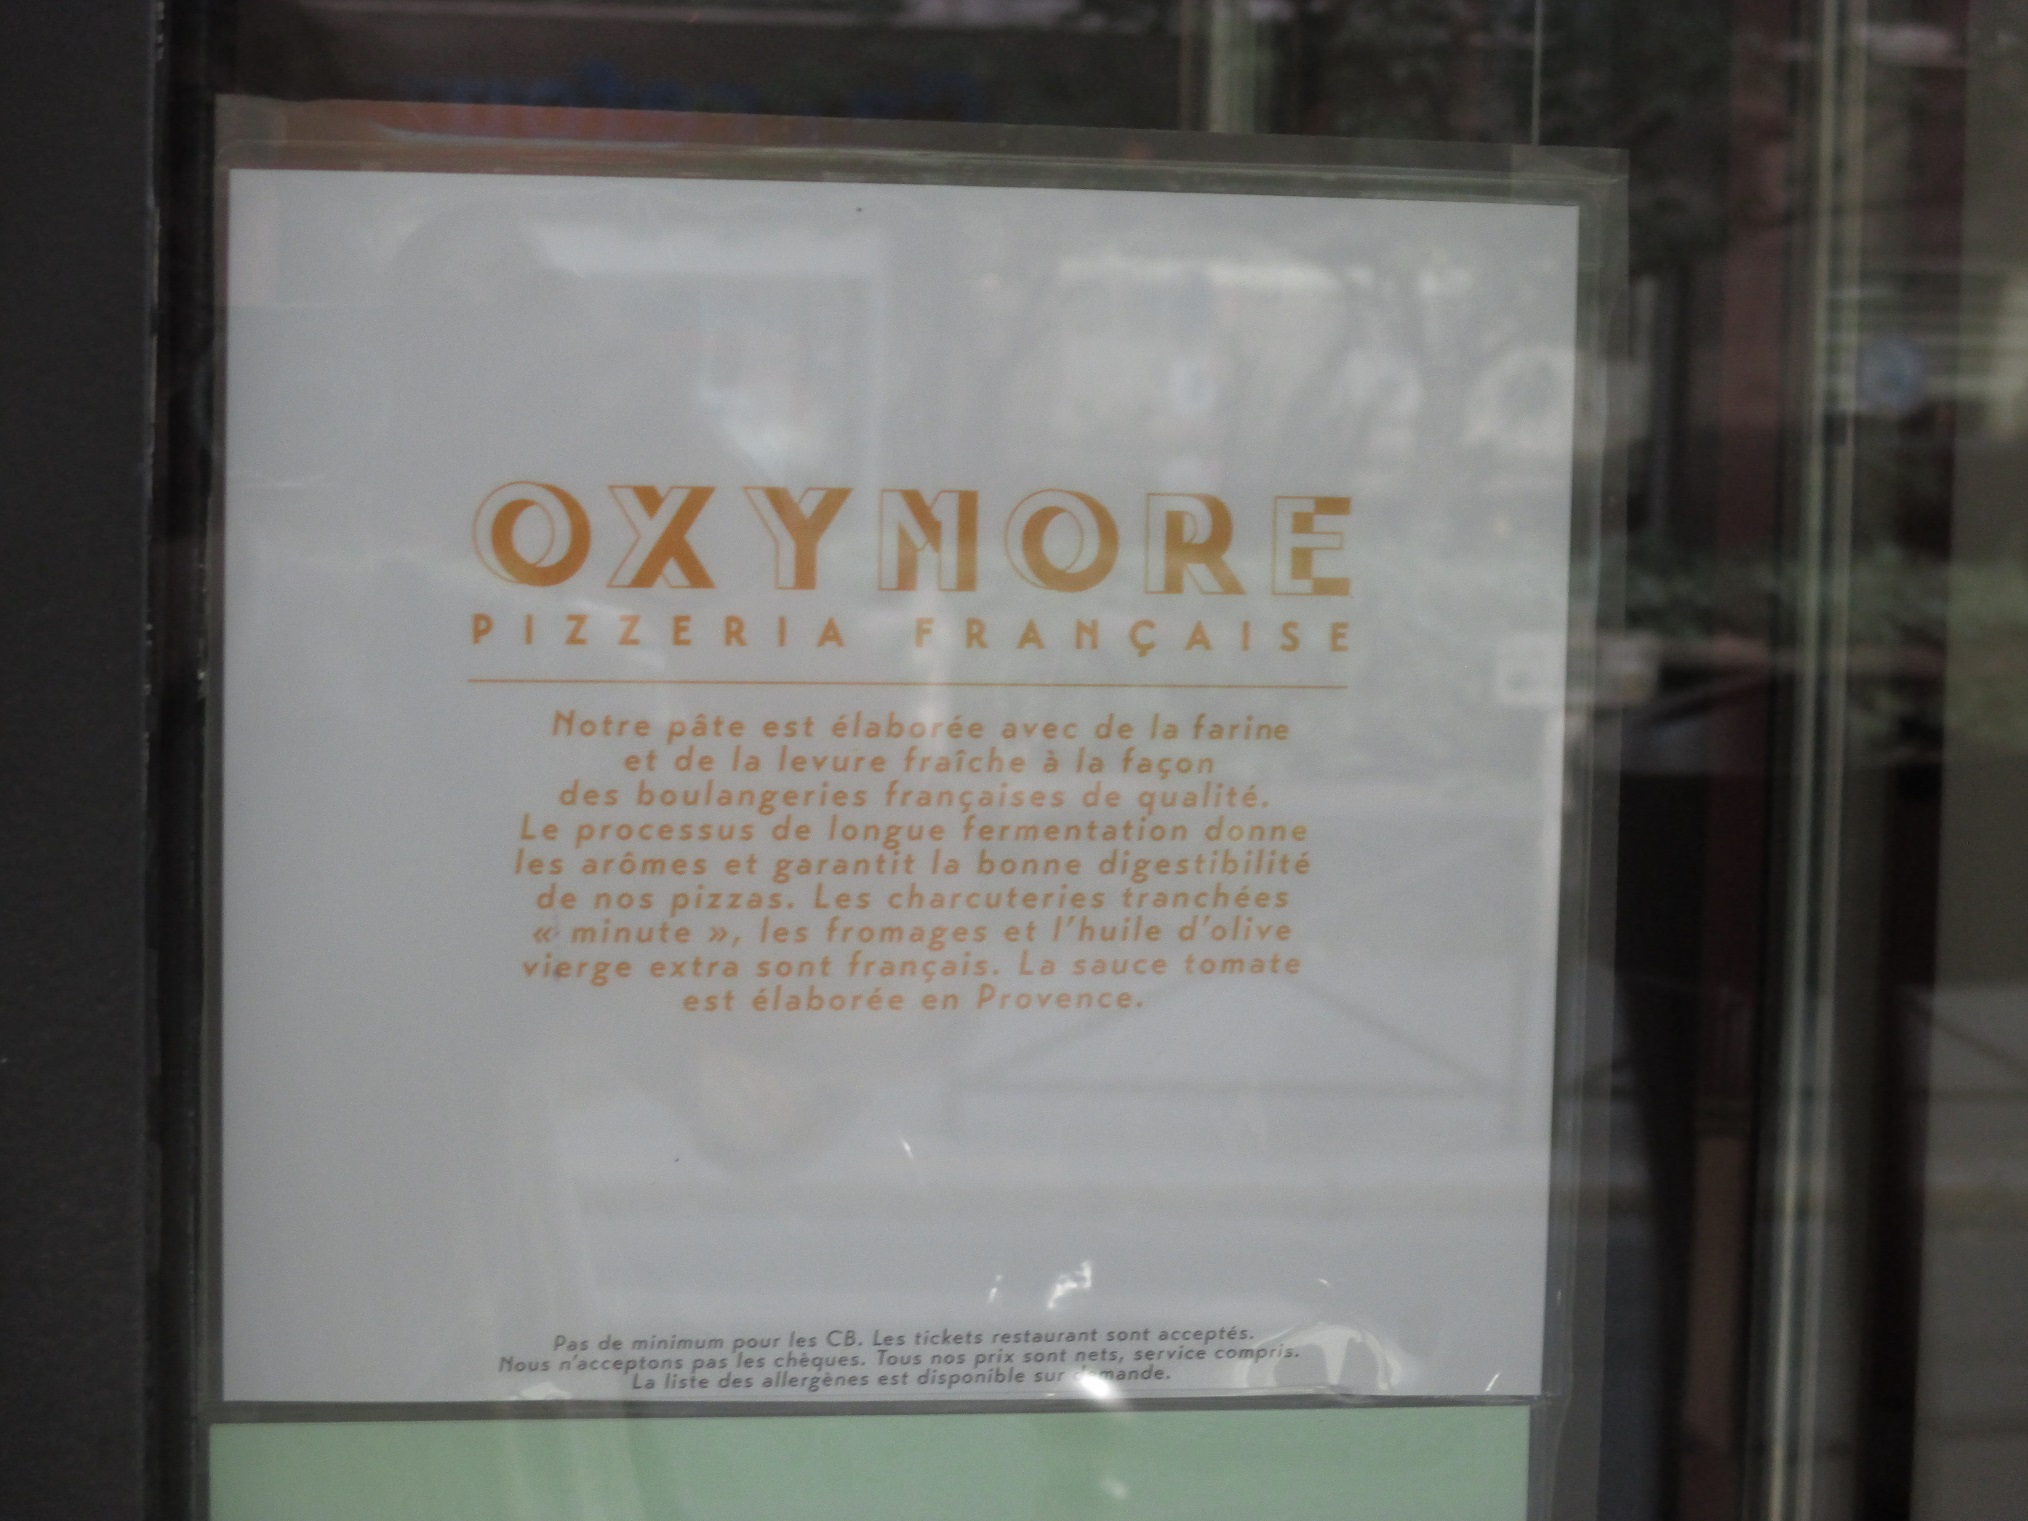 OXYMORE
PIZZERIA FRANÇAISE
Notre pâte est élaborée avec de la farine
et de la levure fraîche à la façon
des boulangeries françaises de qualité.
Le processus de longue fermentation donne
les arômes et garantit la bonne digestibilité
de nos pizzas. Les charcuteries tranchées
« minute », les fromages et l'huile d'olive
vierge extra sont français. La sauce tomate
est élaborée en Provence.
Pas de minimum pour les CB. Les tickets restaurant sont acceptés.
Nous n'acceptons pas les chèques. Tous nos prix sont nets, service compris.
La liste des allergènes est disponible sur demande.